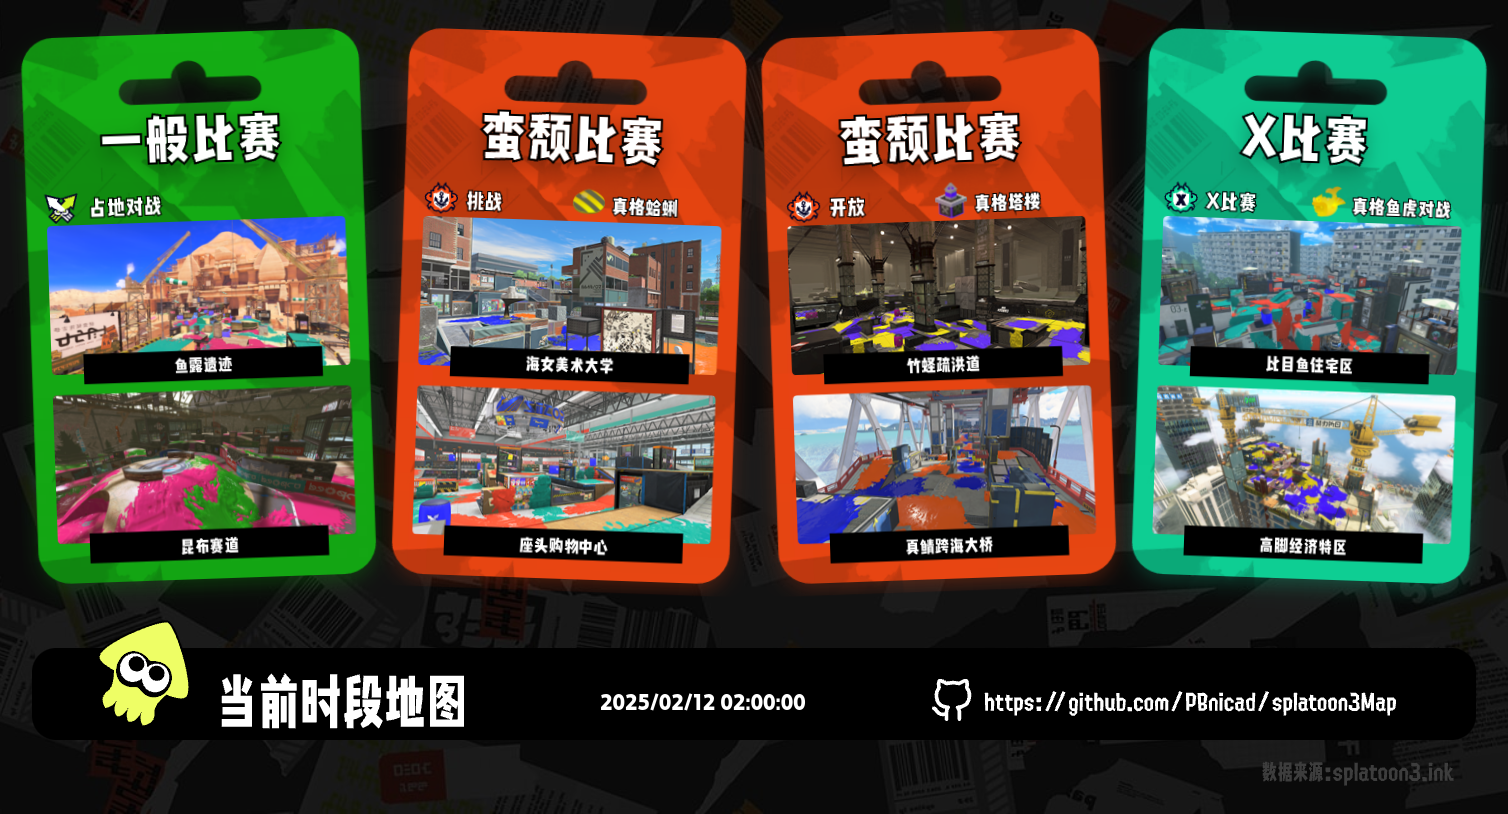 一般比赛
占地对战
鱼露遗迹
昆布赛道
蛮颓比赛
挑战
真格蛤蜊
海女美术大学
座头购物中心
蛮颓比赛
开放
真格塔楼
竹蛏疏洪道
真鲷跨海大桥
X比赛
X比赛
真格鱼虎对战
比目鱼住宅区
高脚经济特区
当前时段地图
2025/02/12 02:00:00
https://github.com/PBnicad/splatoon3Map
数据来源:splatoon3.ink